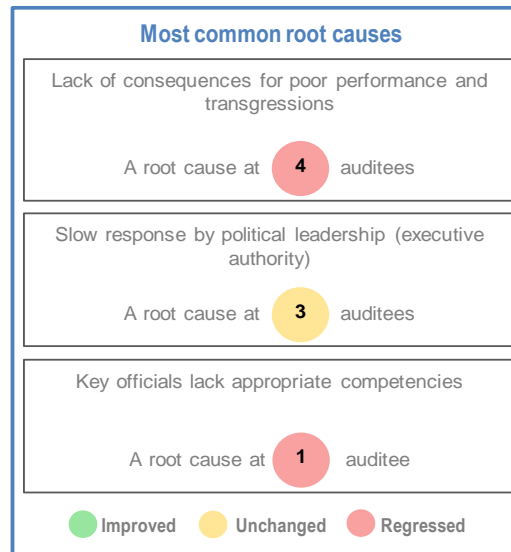 Most common root causes
Lack of consequences for poor performance and
transgressions
A root cause at 4 auditees
Slow response by political leadership (executive
authority)
A root cause at 3 auditees
Key officials lack appropriate competencies
A root cause at 1 auditee
Improved Unchanged Regressed